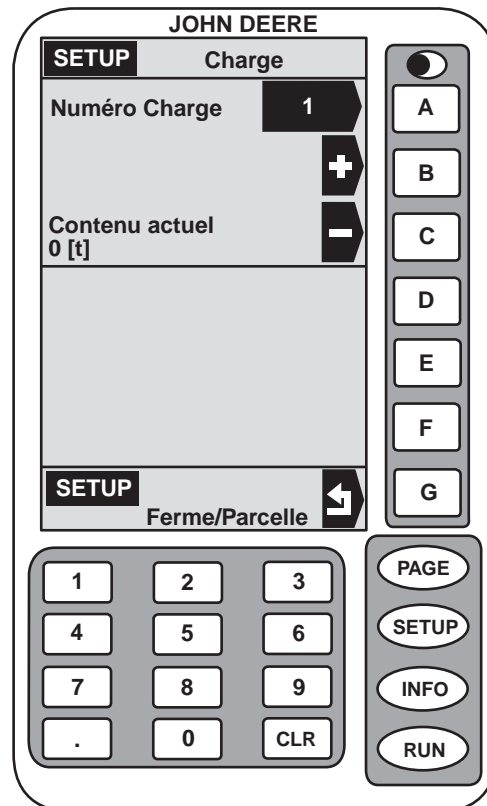 JOHN DEERE
SETUP Charge
Numéro Charge 1
A
B
Contenu actuel
0 [t]
C
D
E
F
SETUP
Ferme/Parcelle
G
1 2 3
4 5 6
7 8 9
. 0 CLR
PAGE
SETUP
INFO
RUN